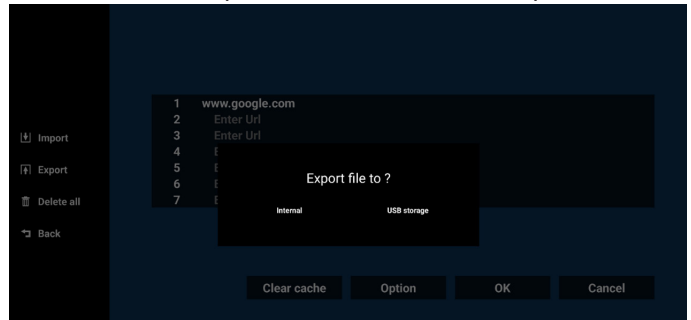 Import
Export
Delete all
Back
1 www.google.com
2 Enter Url
3 Enter Url
4 E
5 E
6 E
7 E
Export file to ?
Internal USB storage
Clear cache Option OK Cancel